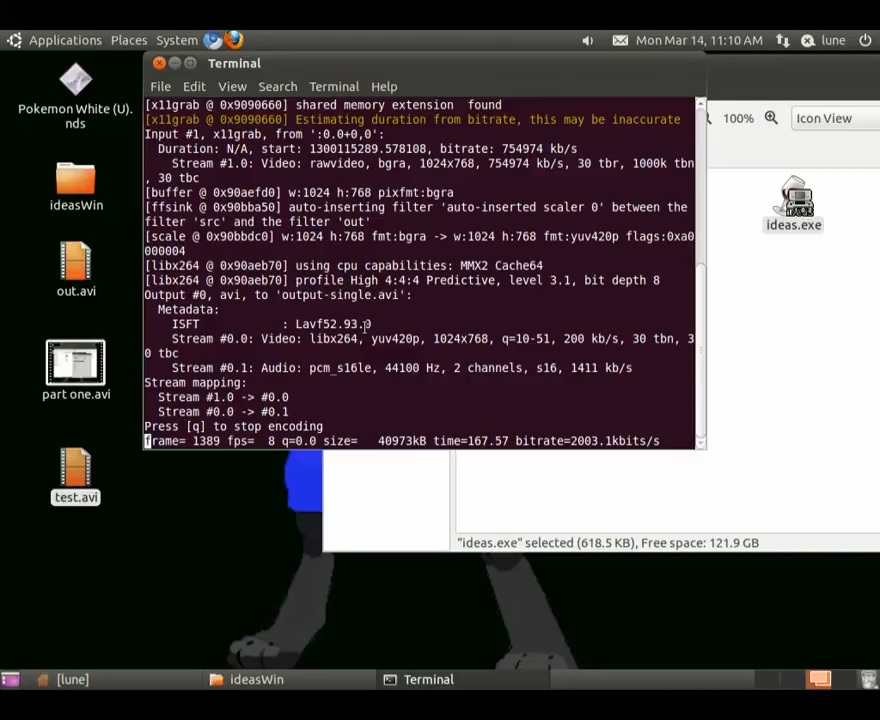 Applications Places System
Mon Mar 14, 11:10 AM
lune
Terminal
File Edit View Search Terminal Help
[x11grab @ 0x9090660] shared memory extension  found
[x11grab @ 0x9090660] Estimating duration from bitrate, this may be inaccurate
Input #1, x11grab, from ':0.0+0,0':
Duration: N/A, start: 1300115289.578108, bitrate: 754974 kb/s
Stream #1.0: Video: rawvideo, bgra, 1024x768, 754974 kb/s, 30 tbr, 1000k tbn
, 30 tbc
[buffer @ 0x90aefd0] w:1024 h:768 pixfmt:bgra
[ffsink @ 0x90bba50] auto-inserting filter 'auto-inserted scaler 0' between the
filter 'src' and the filter 'out'
[scale @ 0x90bbdc0] w:1024 h:768 fmt:bgra -> w:1024 h:768 fmt:yuv420p flags:0xa0
000004
[libx264 @ 0x90aeb70] using cpu capabilities: MMX2 Cache64
[libx264 @ 0x90aeb70] profile High 4:4:4 Predictive, level 3.1, bit depth 8
Output #0, avi, to 'output-single.avi':
Metadata:
ISFT            : Lavf52.93.0
Stream #0.0: Video: libx264, yuv420p, 1024x768, q=10-51, 200 kb/s, 30 tbn, 3
0 tbc
Stream #0.1: Audio: pcm_s16le, 44100 Hz, 2 channels, s16, 1411 kb/s
Stream mapping:
Stream #1.0 -> #0.0
Stream #0.0 -> #0.1
Press [q] to stop encoding
frame= 1389 fps=  8 q=0.0 size=   40973kB time=167.57 bitrate=2003.1kbits/s
100%
Icon View
Pokemon White (U).
nds
ideasWin
out.avi
part one.avi
test.avi
ideas.exe
"ideas.exe" selected (618.5 KB), Free space: 121.9 GB
[lune]
ideasWin
Terminal